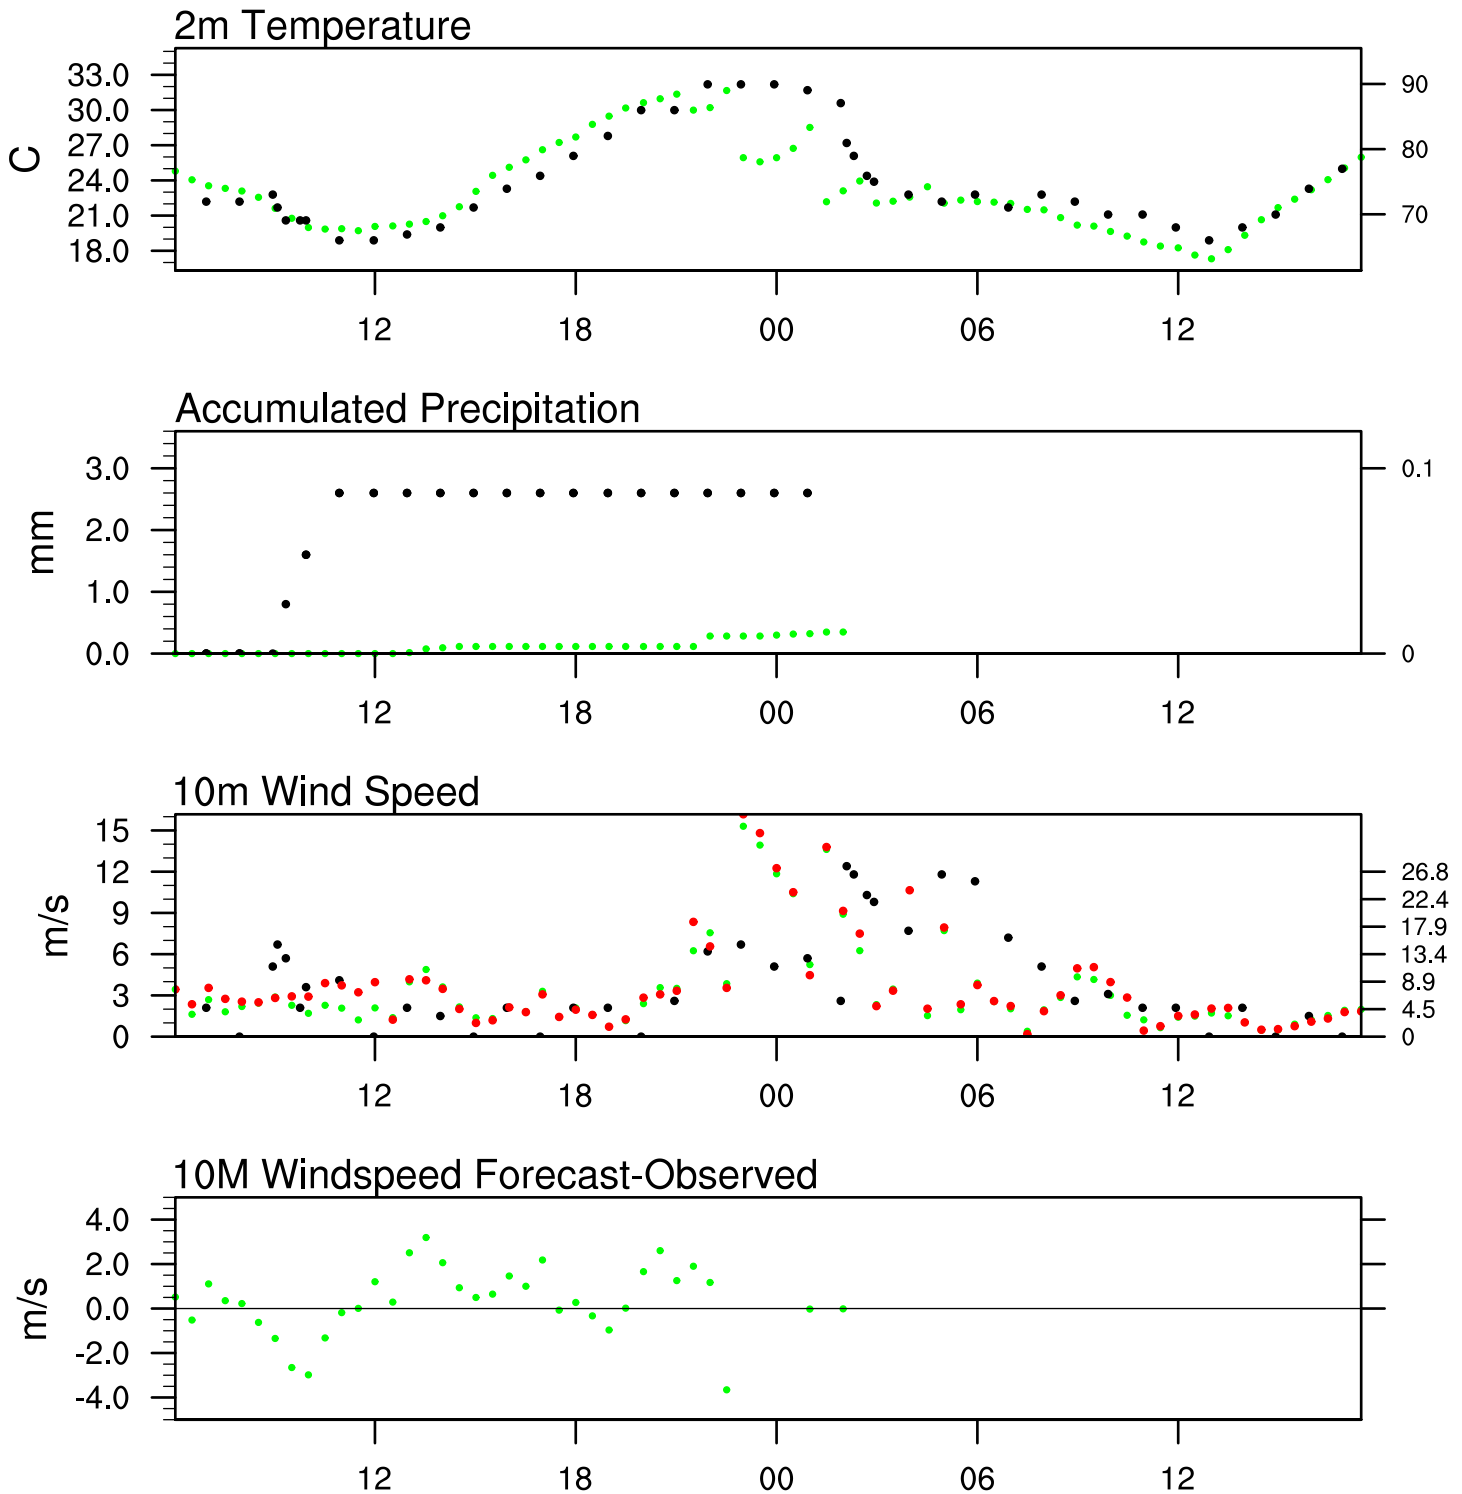 2m Temperature
33.0
30.0
27.0
24.0
21.0
18.0
C
90
80
70
12 18 00 06 12
Accumulated Precipitation
3.0
2.0
1.0
0.0
mm
0.1
0
12 18 00 06 12
10m Wind Speed
15
12
9
6
3
0
m/s
26.8
22.4
17.9
13.4
8.9
4.5
0
12 18 00 06 12
10M Windspeed Forecast-Observed
4.0
2.0
0.0
-2.0
-4.0
m/s
12 18 00 06 12